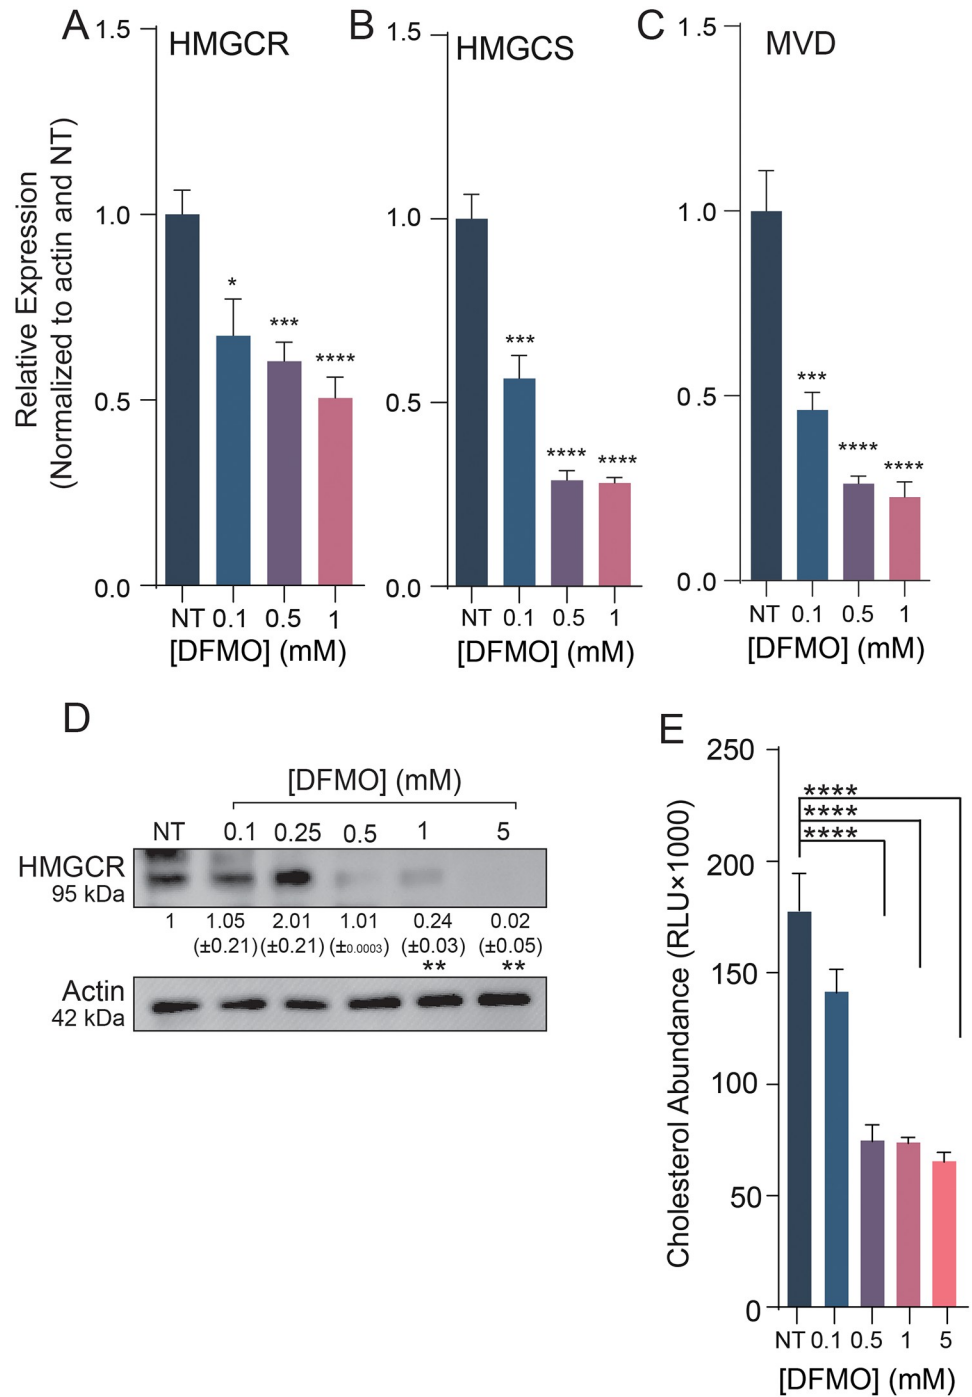 A
HMGCR
1.5
1.0
0.5
0.0
Relative Expression
(Normalized to actin and NT)
*
***
****
NT 0.1 0.5 1
[DFMO] (mM)
B
HMGCS
1.5
1.0
0.5
0.0
***
****
****
NT 0.1 0.5 1
[DFMO] (mM)
C
MVD
1.5
1.0
0.5
0.0
***
****
****
NT 0.1 0.5 1
[DFMO] (mM)
D
[DFMO] (mM)
NT 0.1 0.25 0.5 1 5
HMGCR
95 kDa
1 1.05 2.01 1.01 0.24 0.02
(±0.21) (±0.21) (±0.0003) (±0.03) (±0.05)
** **
Actin
42 kDa
E
250
200
150
100
50
0
Cholesterol Abundance (RLU×1000)
****
****
****
NT 0.1 0.5 1 5
[DFMO] (mM)